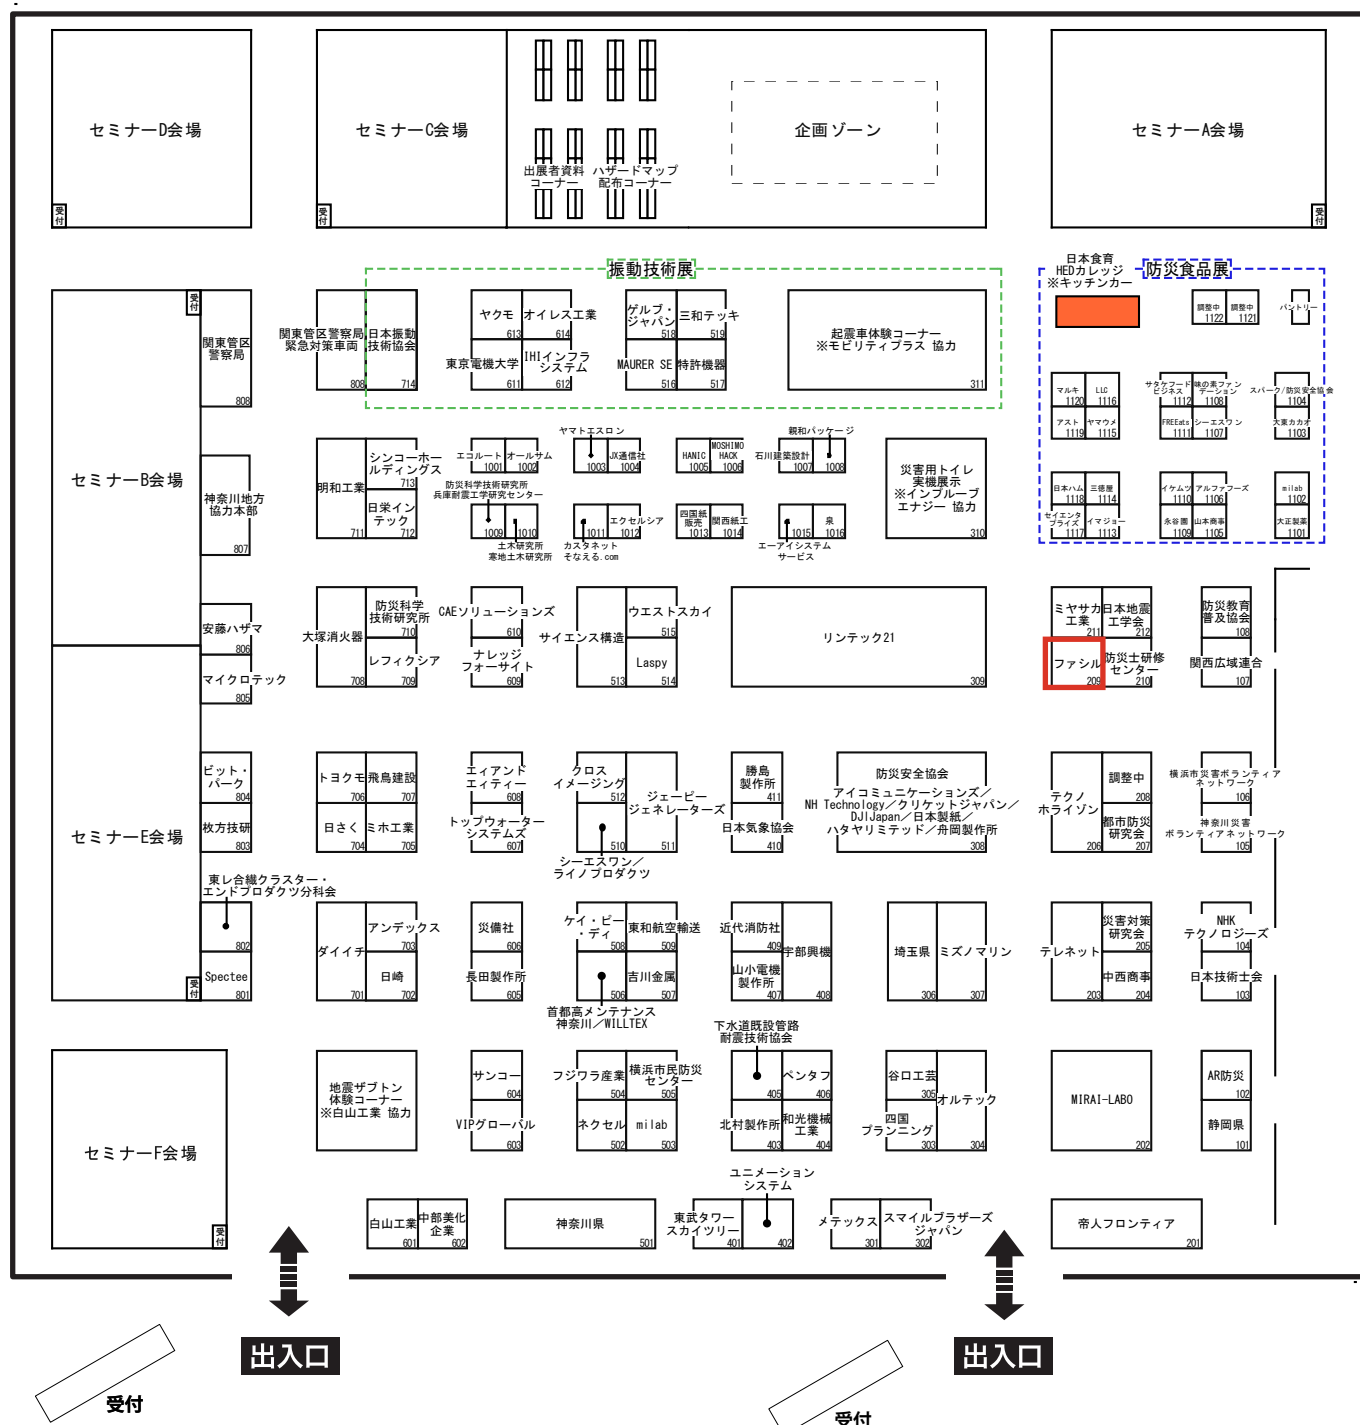 セミナーD会場
受付
セミナーC会場
受付
出展者資料
コーナー
ハザードマップ
配布コーナー
企画ゾーン
セミナーA会場
受付
振動技術展
日本食育
HEDカレッジ
※キッチンカー
防災食品展
セミナーB会場
受付
関東管区
警察局
808
関東管区警察局
緊急対策車両
808
日本振動
技術協会
714
ヤクモ
613
オイレス工業
614
東京電機大学
611
IHIインフラ
システム
612
ゲルブ・
ジャパン
518
三和テッキ
519
MAURER SE
516
特許機器
517
起震車体験コーナー
※モビリティプラス 協力
311
調整中
1122
調整中
1121
パントリー
マルキ
1120
LLC
1116
アスト
1119
ヤマウメ
1115
サタケフード
ビジネス
1112
味の素ファン
デーション
1108
FREEats
1111
シーエスワン
1107
スパーク/防災安全協会
1104
大東カカオ
1103
日本ハム
1118
三徳屋
1114
セイエンタ
プライズ
1117
イマジョー
1113
イケムツ
1110
アルファフーズ
1106
永谷園
1109
山本商事
1105
milab
1102
大正製薬
1101
神奈川地方
協力本部
807
明和工業
711
シンコーホー
ルディングス
713
日栄イン
テック
712
エコルート
1001
オールサム
1002
ヤマトエスロン
1003
JX通信社
1004
HANIC
1005
MOSHIMO
HACK
1006
親和パッケージ
石川建築設計
1007
1008
防災科学技術研究所
兵庫耐震工学研究センター
1009
1010
土木研究所
寒地土木研究所
1011
エクセルシア
1012
カスタネット
そなえる.com
四国紙
販売
1013
関西紙工
1014
1015
泉
1016
エーアイシステム
サービス
災害用トイレ
実機展示
※インプルーブ
エナジー 協力
310
安藤ハザマ
806
マイクロテック
805
大塚消火器
708
防災科学
技術研究所
710
レフィクシア
709
CAEソリューションズ
610
ナレッジ
フォーサイト
609
サイエンス構造
513
ウエストスカイ
515
Laspy
514
リンテック21
309
ミヤサカ
工業
211
日本地震
工学会
212
ファシル
209
防災士研修
センター
210
防災教育
普及協会
108
関西広域連合
107
セミナーE会場
受付
ビット・
パーク
804
枚方技研
803
トヨクモ
706
飛鳥建設
707
日さく
704
ミホ工業
705
エィアンド
エィティー
608
トップウォーター
システムズ
607
クロス
イメージング
512
510
ジェーピー
ジェネレーターズ
511
シーエスワン／
ライノプロダクツ
勝島
製作所
411
日本気象協会
410
防災安全協会
アイコミュニケーションズ／
NH Technology／クリケットジャパン／
DJIJapan／日本製紙／
ハタヤリミテッド／舟岡製作所
308
テクノ
ホライゾン
206
調整中
208
都市防災
研究会
207
横浜市災害ボランティア
ネットワーク
106
神奈川災害
ボランティアネットワーク
105
東レ合繊クラスター・
エンドプロダクツ分科会
802
Spectee
801
ダイイチ
701
アンデックス
703
日崎
702
災備社
606
長田製作所
605
ケイ・ピー
・ディ
508
東和航空輸送
509
506
吉川金属
507
首都高メンテナンス
神奈川／WILLTEX
近代消防社
409
山小電機
製作所
407
宇部興機
408
埼玉県
306
ミズノマリン
307
テレネット
203
災害対策
研究会
205
中西商事
204
NHK
テクノロジーズ
104
日本技術士会
103
セミナーF会場
受付
地震ザブトン
体験コーナー
※白山工業 協力
サンコー
604
VIPグローバル
603
フジワラ産業
504
横浜市民防災
センター
505
ネクセル
502
milab
503
下水道既設管路
耐震技術協会
405
ペンタフ
406
北村製作所
403
和光機械
工業
404
谷口工芸
305
四国
プランニング
303
オルテック
304
MIRAI-LABO
202
AR防災
102
静岡県
101
白山工業
601
中部美化
企業
602
神奈川県
501
東武タワー
スカイツリー
401
ユニメーション
システム
402
メテックス
301
スマイルブラザーズ
ジャパン
302
帝人フロンティア
201
出入口
出入口
受付
受付